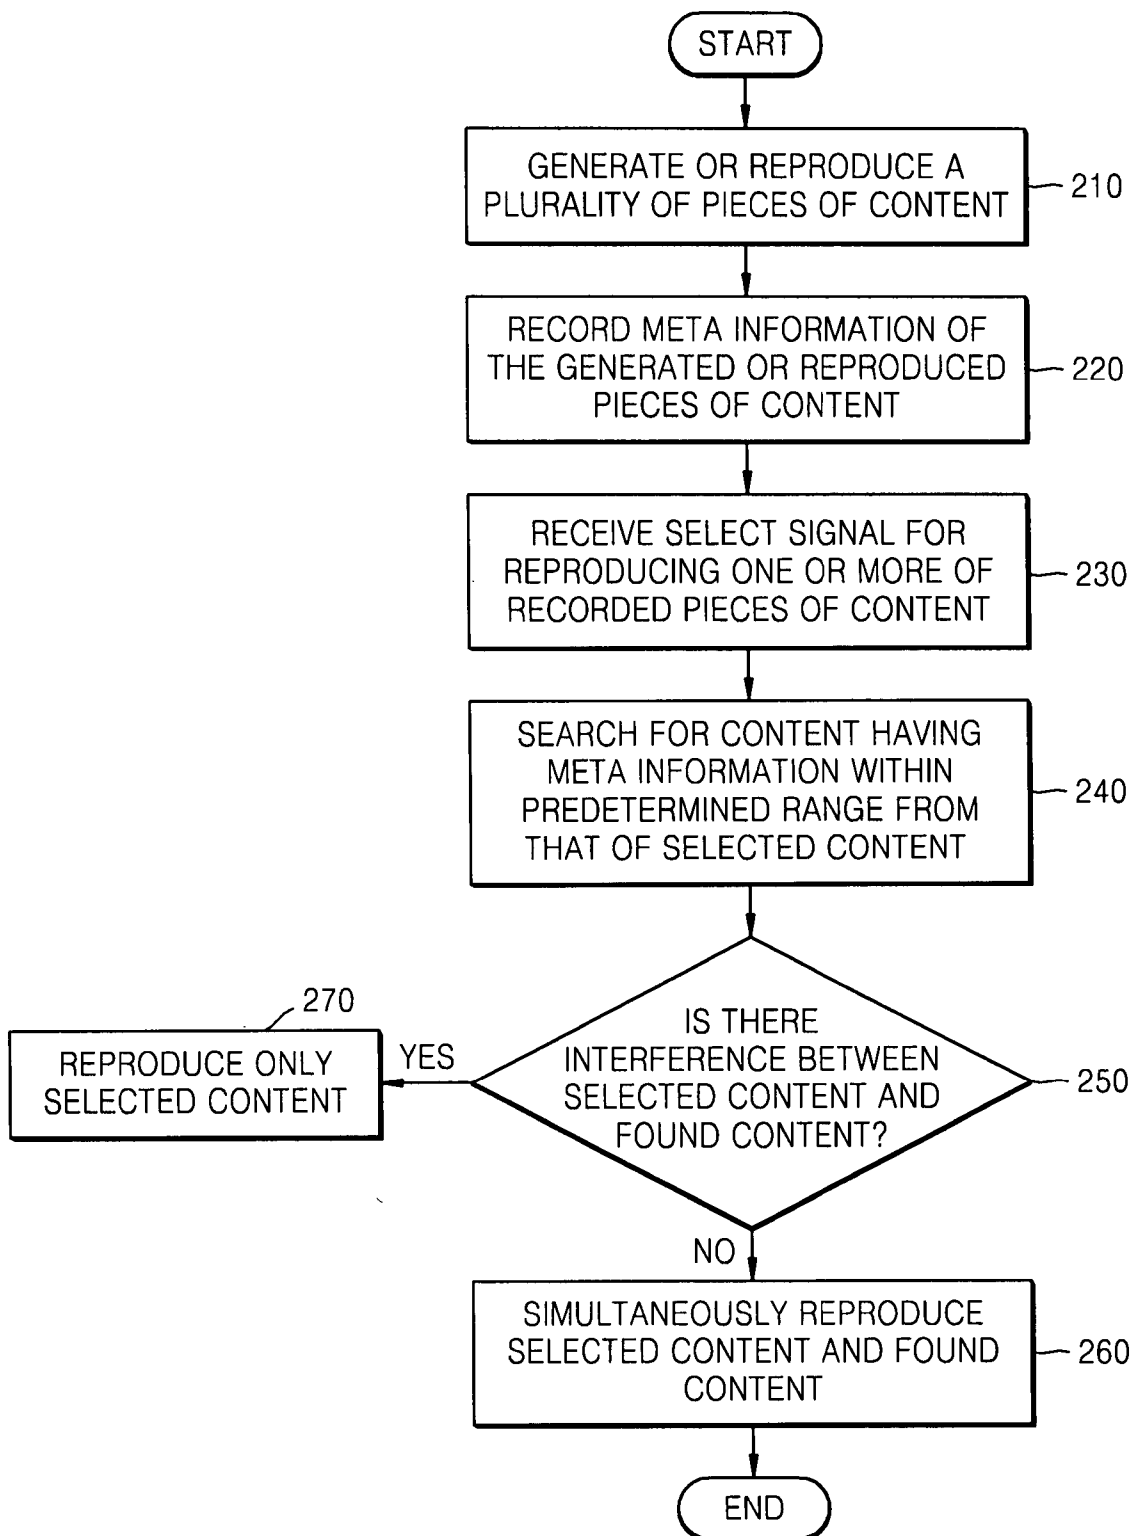 START
GENERATE OR REPRODUCE A
PLURALITY OF PIECES OF CONTENT
210
RECORD META INFORMATION OF
THE GENERATED OR REPRODUCED
PIECES OF CONTENT
220
RECEIVE SELECT SIGNAL FOR
REPRODUCING ONE OR MORE OF
RECORDED PIECES OF CONTENT
230
SEARCH FOR CONTENT HAVING
META INFORMATION WITHIN
PREDETERMINED RANGE FROM
THAT OF SELECTED CONTENT
240
IS THERE
INTERFERENCE BETWEEN
SELECTED CONTENT AND
FOUND CONTENT?
250
YES
270
REPRODUCE ONLY
SELECTED CONTENT
NO
SIMULTANEOUSLY REPRODUCE
SELECTED CONTENT AND FOUND
CONTENT
260
END